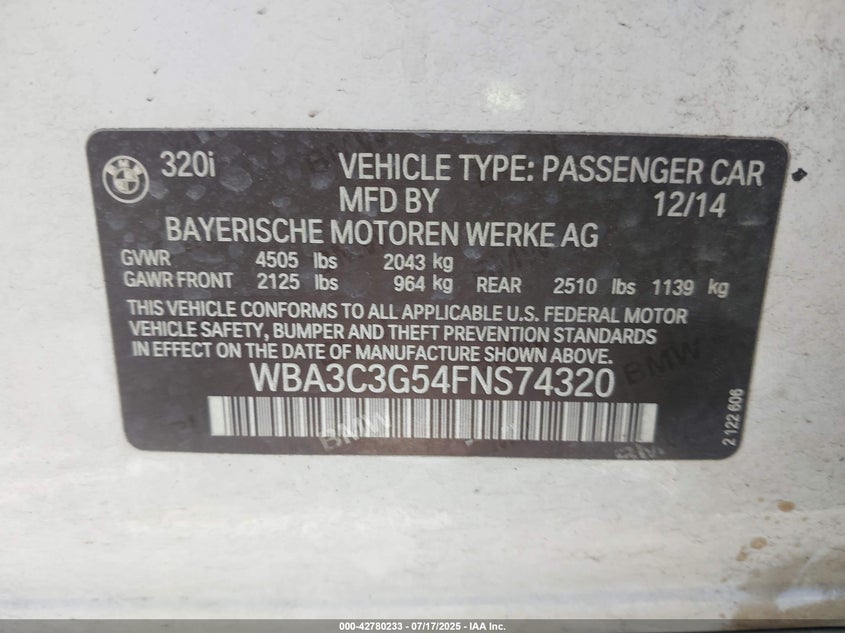 320i VEHICLE TYPE: PASSENGER CAR
MFD BY 12/14
BAYERISCHE MOTOREN WERKE AG
GVWR 4505 lbs 2043 kg
GAWR FRONT 2125 lbs 964 kg REAR 2510 lbs 1139 kg
THIS VEHICLE CONFORMS TO ALL APPLICABLE U.S. FEDERAL MOTOR
VEHICLE SAFETY, BUMPER AND THEFT PREVENTION STANDARDS
IN EFFECT ON THE DATE OF MANUFACTURE SHOWN ABOVE.
WBA3C3G54FNS74320
2 122 606
BMW
BMW
BMW
000-42780233 - 07/17/2025 - IAA Inc.